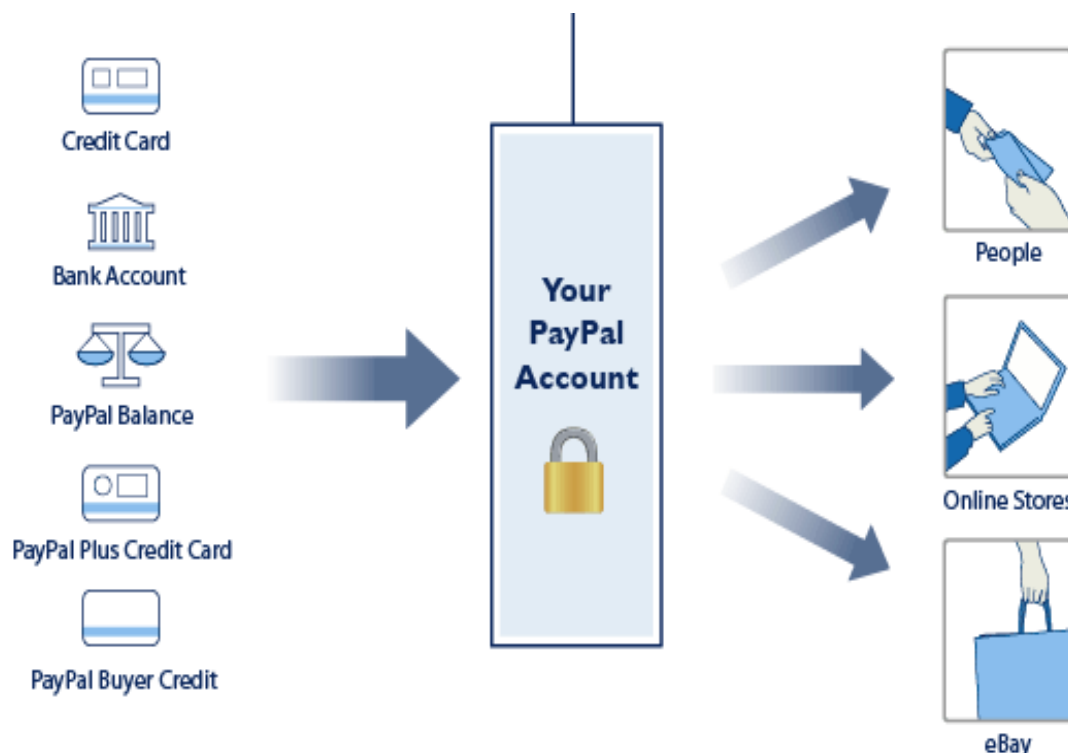 Credit Card
Bank Account
PayPal Balance
PayPal Plus Credit Card
PayPal Buyer Credit
Your
PayPal
Account
People
Online Stores
eBay